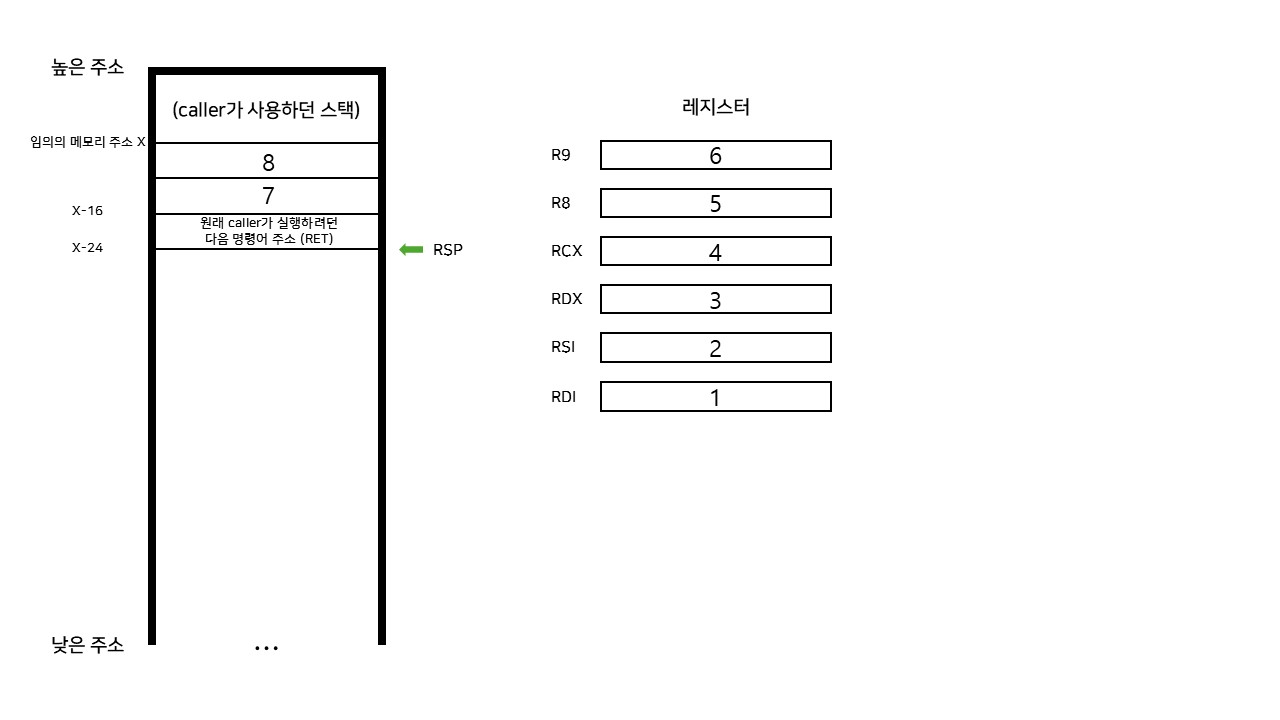 높은 주소
(caller가 사용하던 스택)
임의의 메모리 주소 X
8
7
X-16
원래 caller가 실행하려던
다음 명령어 주소 (RET)
X-24
RSP
낮은 주소
...
레지스터
R9 6
R8 5
RCX 4
RDX 3
RSI 2
RDI 1